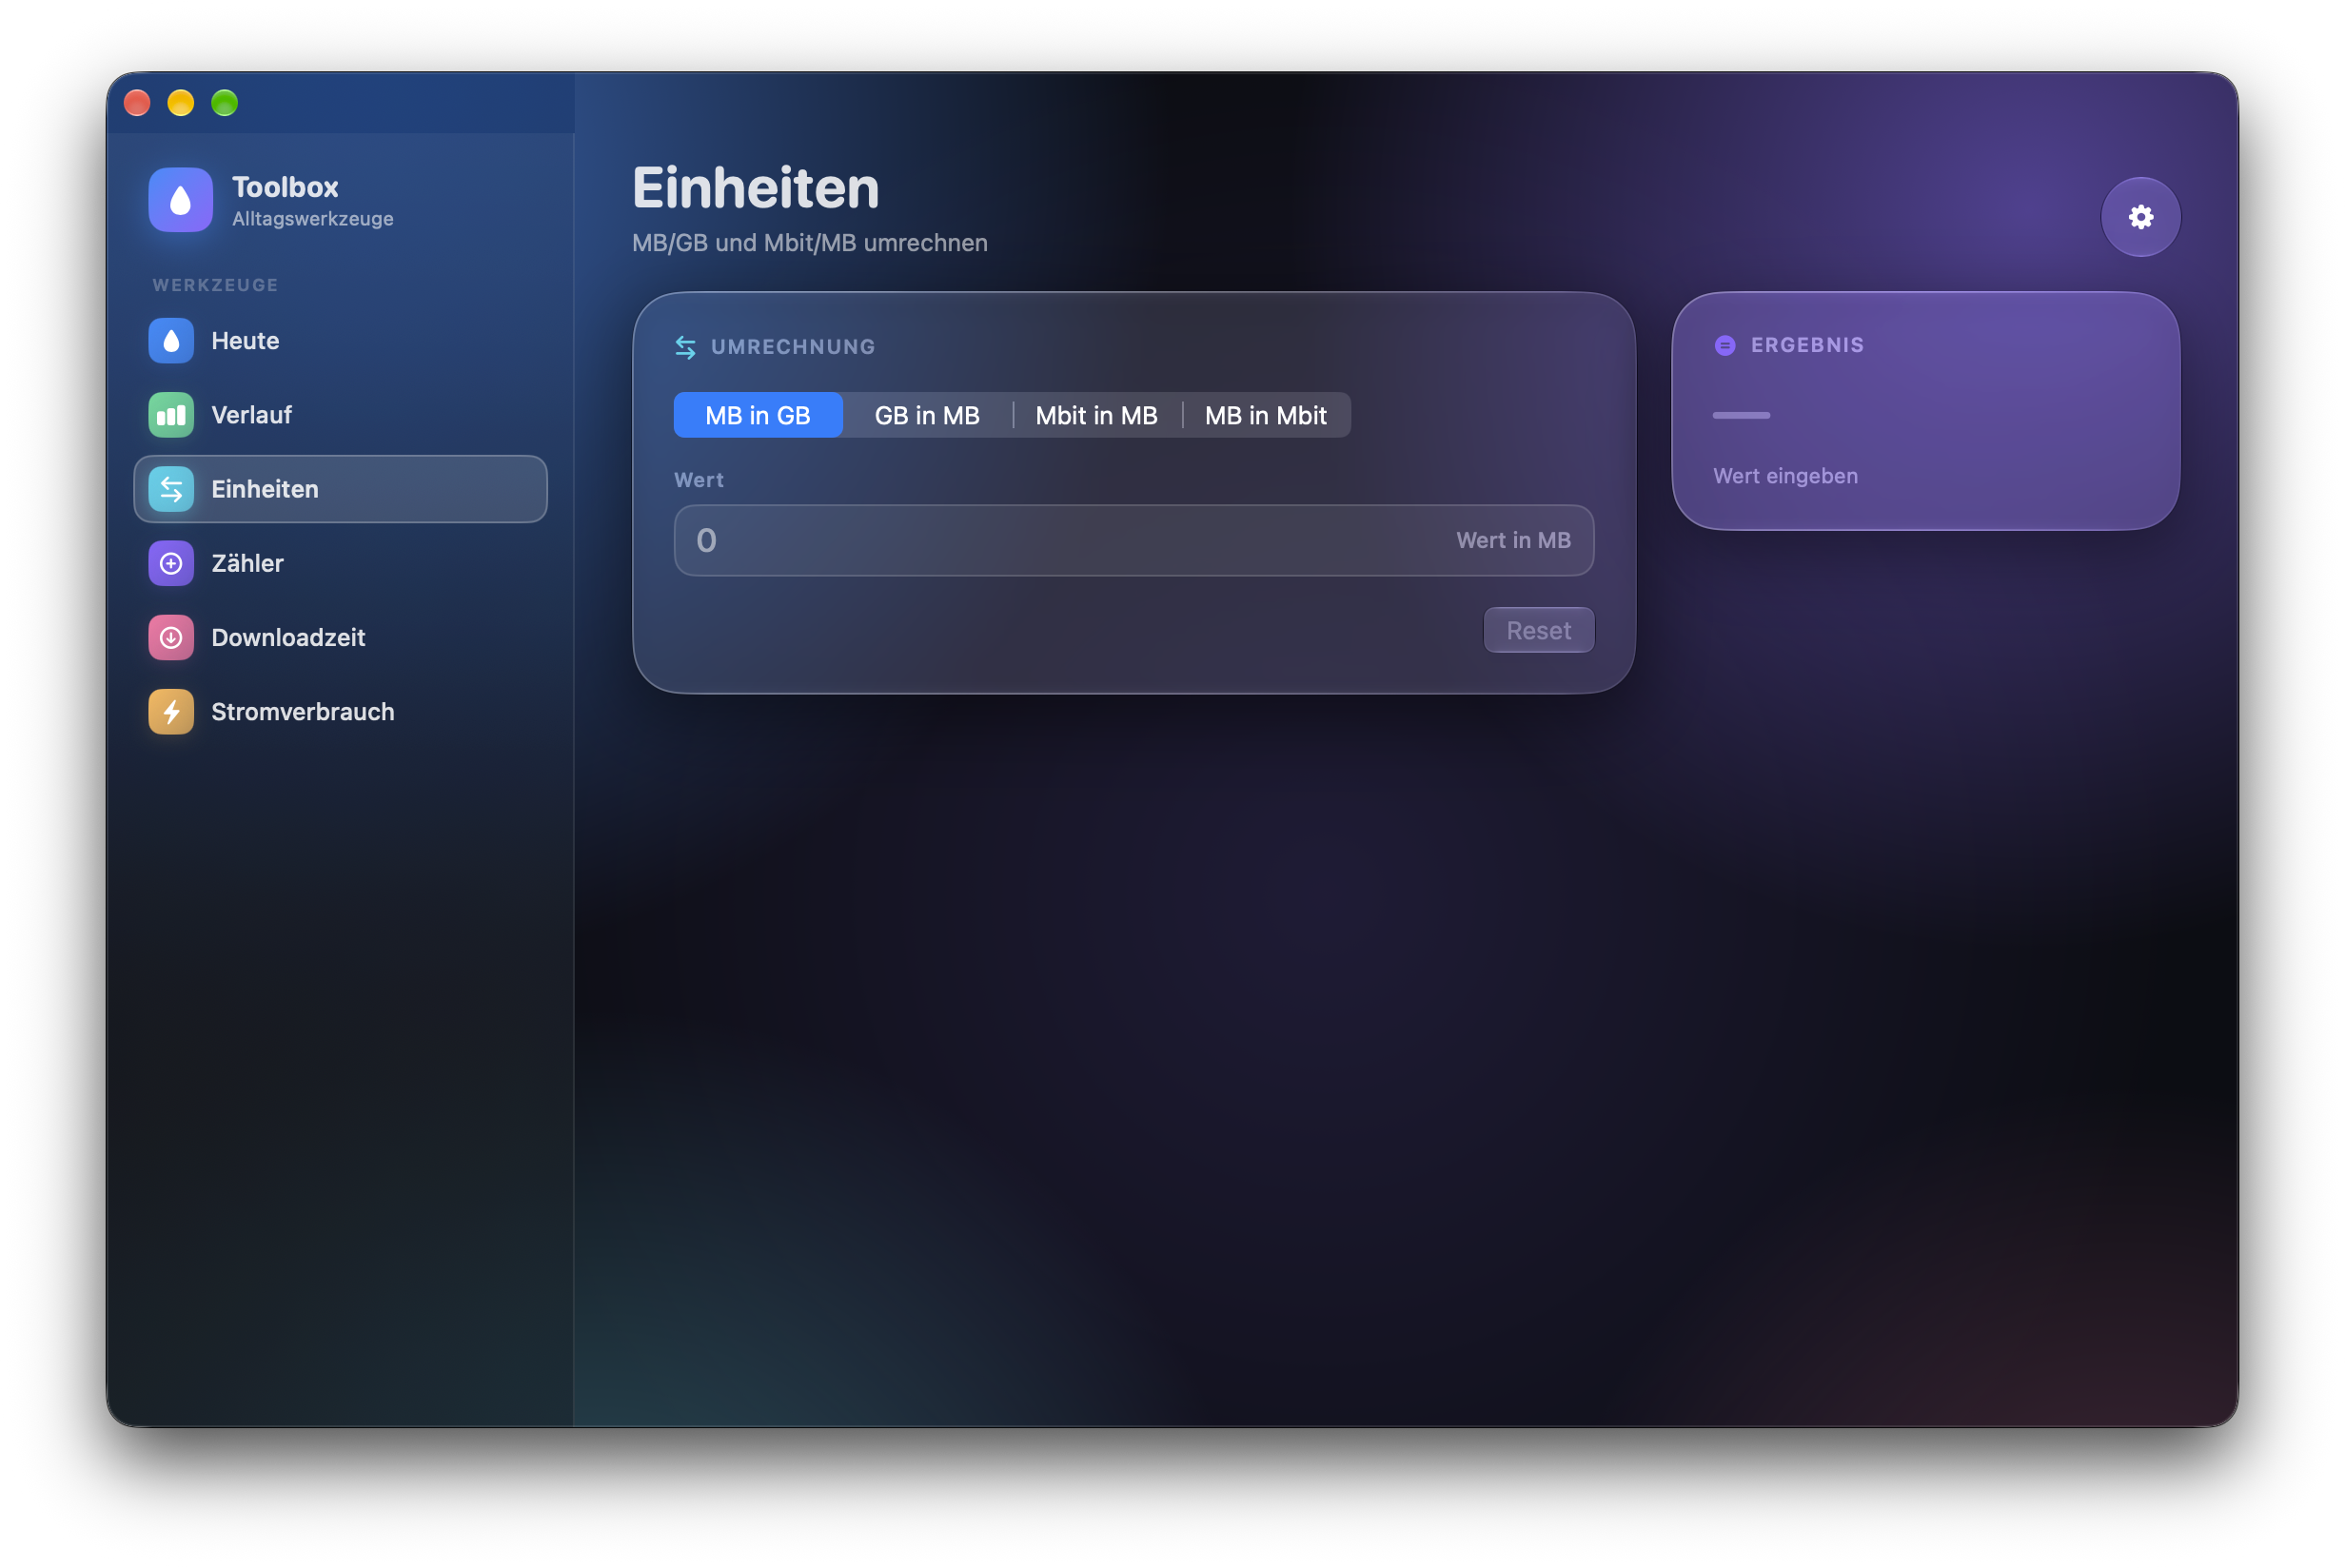 Toolbox
Alltagswerkzeuge
WERKZEUGE
Heute
Verlauf
Einheiten
Zähler
Downloadzeit
Stromverbrauch
Einheiten
MB/GB und Mbit/MB umrechnen
UMRECHNUNG
MB in GB GB in MB Mbit in MB MB in Mbit
Wert
0 Wert in MB
Reset
ERGEBNIS
—
Wert eingeben